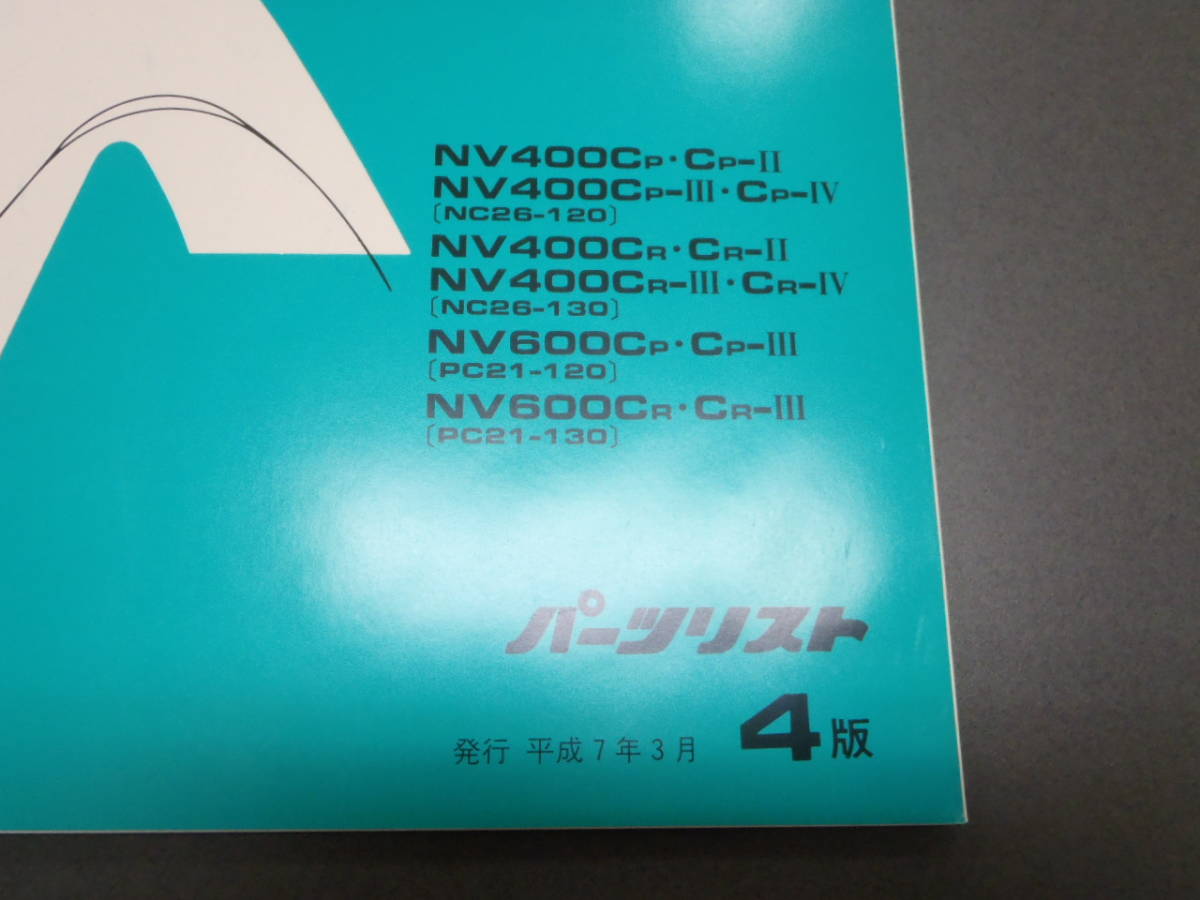 NV400CP・CP-II
NV400CP-III・CP-IV
〔NC26-120〕
NV400CR・CR-II
NV400CR-III・CR-IV
〔NC26-130〕
NV600CP・CP-III
〔PC21-120〕
NV600CR・CR-III
〔PC21-130〕
パーツリスト
発行 平成7年3月 4版